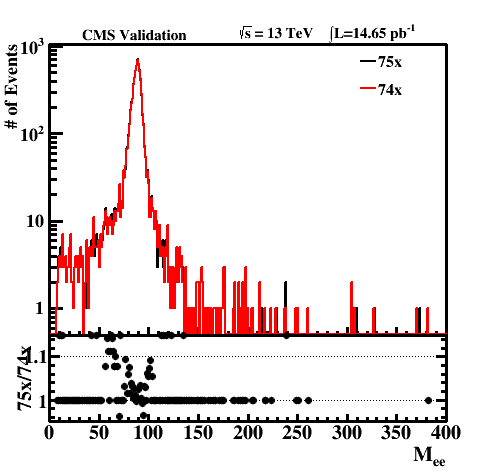 CMS Validation √s = 13 TeV ∫L=14.65 pb⁻¹
# of Events
10³
10²
10
1
75x
74x
75x/74x
1.1
1
0 50 100 150 200 250 300 350 400
Mₑₑ